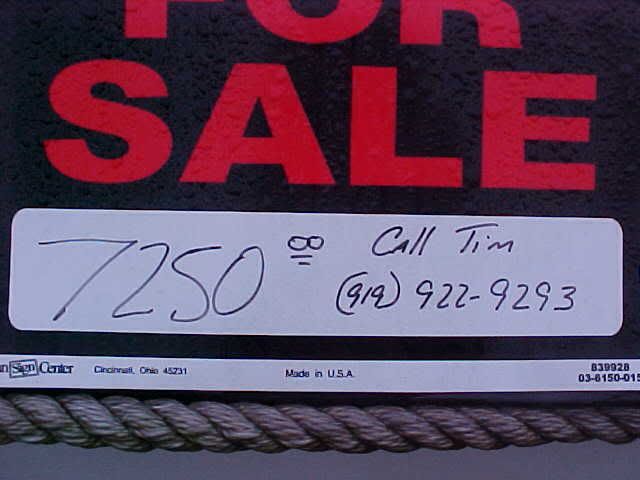 FOR
SALE
7250.00 Call Tim
(919) 922-9293
Sign Center Cincinnati, Ohio 45231 Made in U.S.A. 839928
03-6150-015